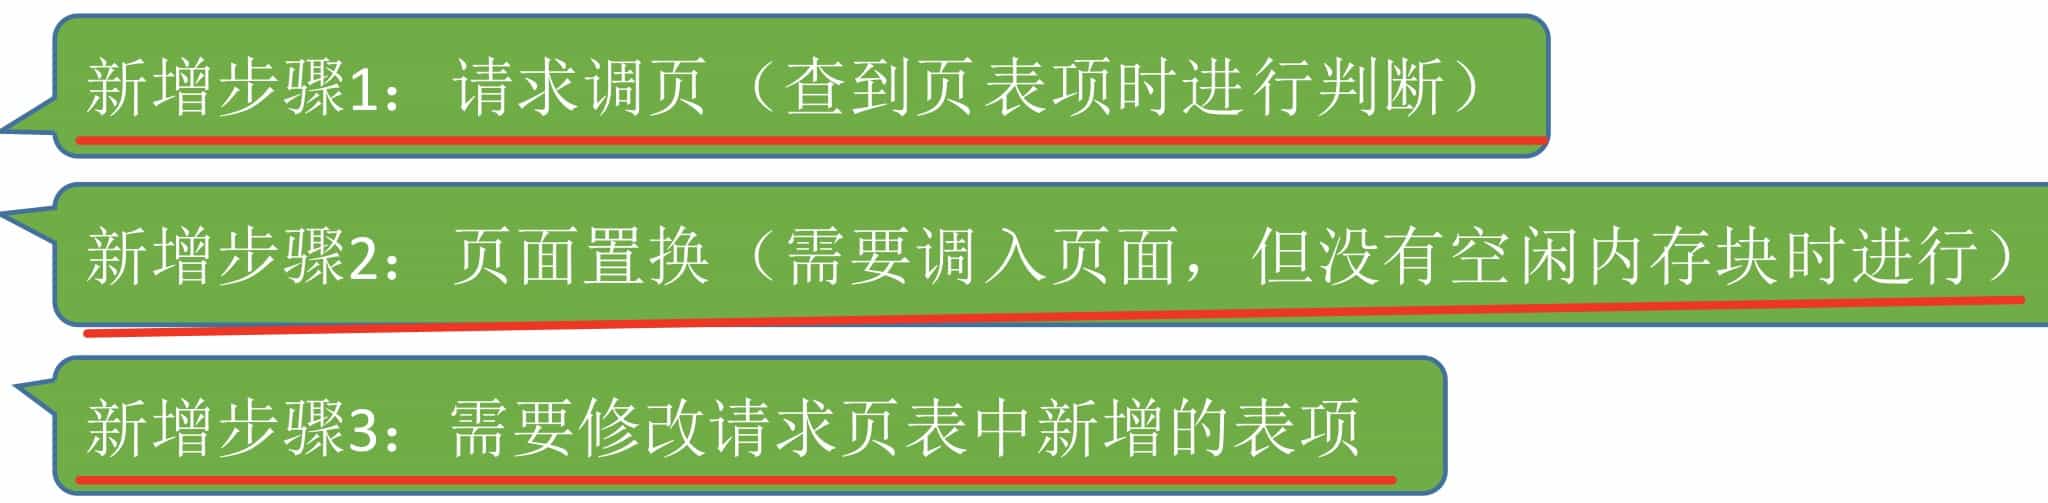 新增步骤1：请求调页（查到页表项时进行判断）
新增步骤2：页面置换（需要调入页面，但没有空闲内存块时进行）
新增步骤3：需要修改请求页表中新增的表项